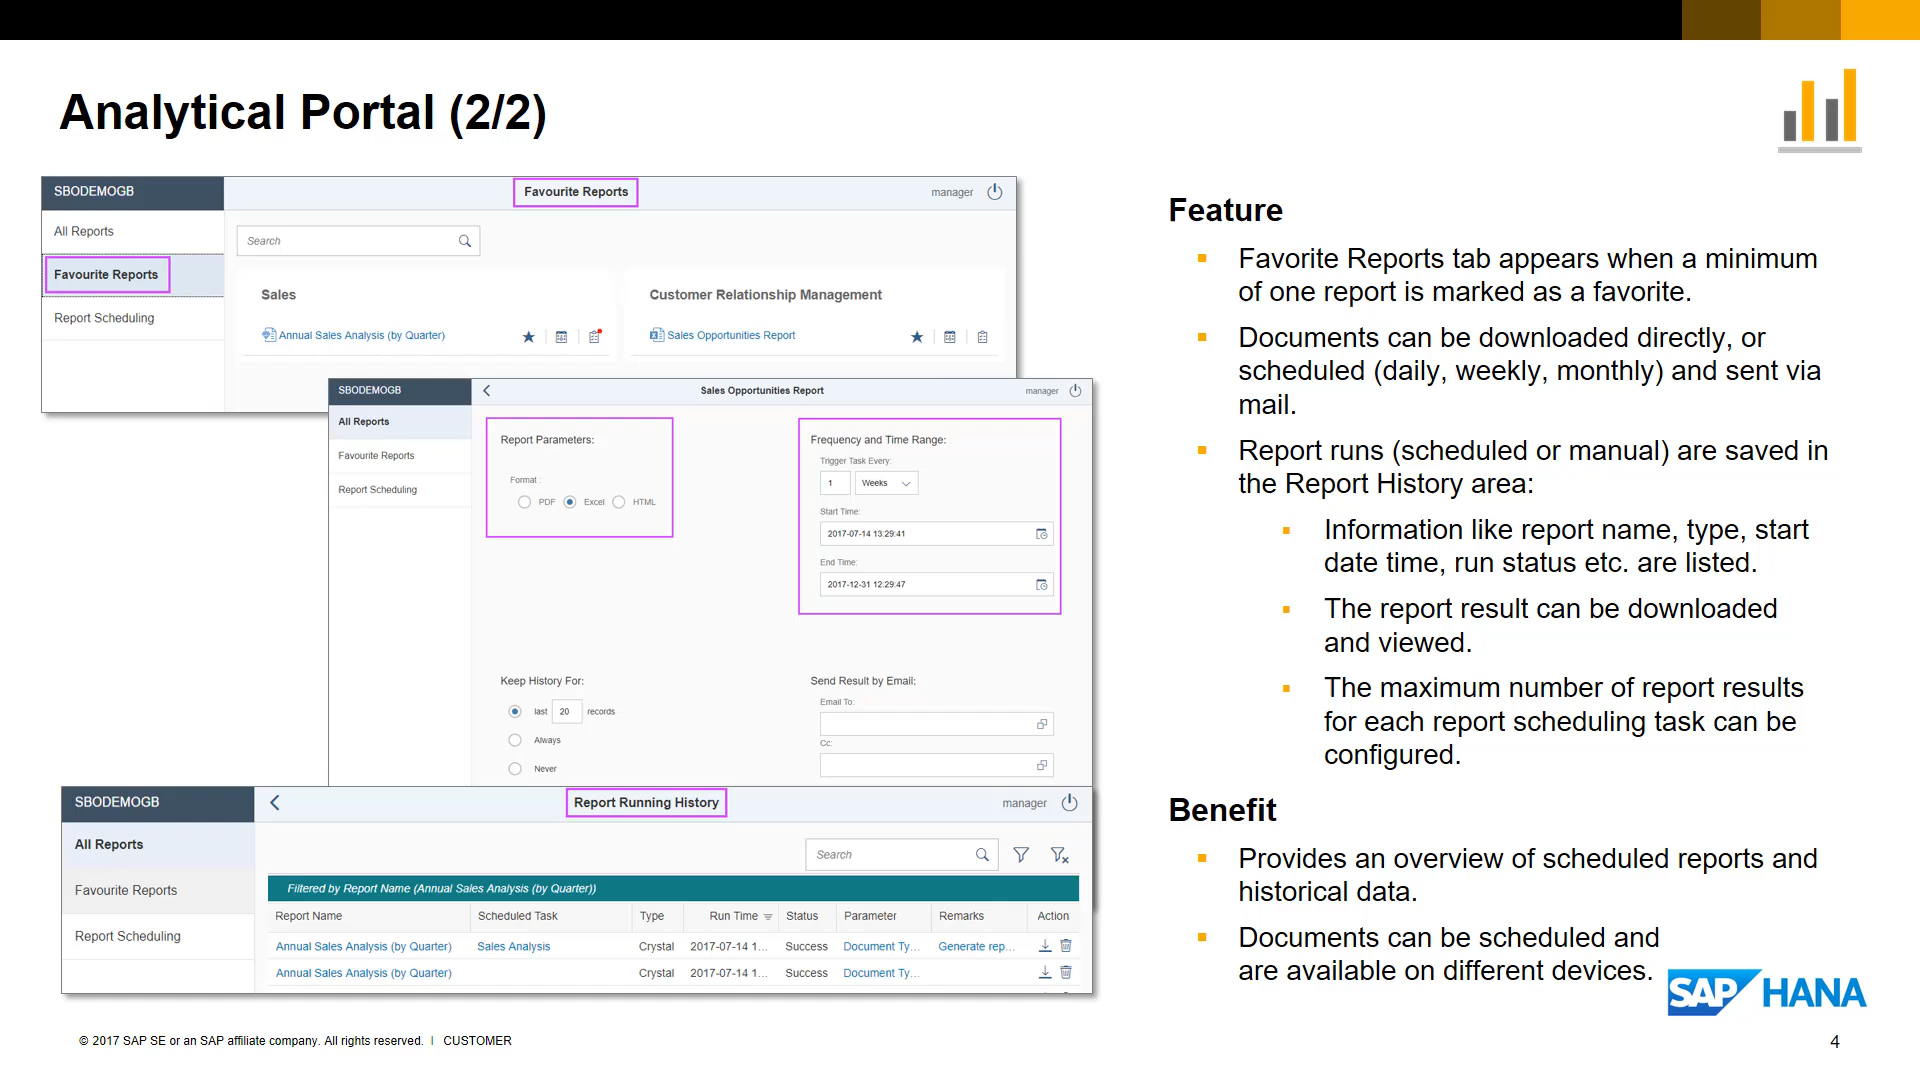 Analytical Portal (2/2)
SBODEMOGB
Favourite Reports
manager
All Reports
Favourite Reports
Report Scheduling
Search
Sales
Customer Relationship Management
Annual Sales Analysis (by Quarter)
Sales Opportunities Report
SBODEMOGB
Sales Opportunities Report
manager
All Reports
Favourite Reports
Report Scheduling
Report Parameters:
Format :
PDF Excel HTML
Frequency and Time Range:
Trigger Task Every:
1 Weeks
Start Time:
2017-07-14 13:29:41
End Time:
2017-12-31 12:29:47
Keep History For:
last 20 records
Always
Never
Send Result by Email:
Email To:
Cc:
SBODEMOGB
Report Running History
manager
All Reports
Favourite Reports
Report Scheduling
Search
Filtered by Report Name (Annual Sales Analysis (by Quarter))
Report Name Scheduled Task Type Run Time Status Parameter Remarks Action
Annual Sales Analysis (by Quarter) Sales Analysis Crystal 2017-07-14 1... Success Document Ty... Generate rep...
Annual Sales Analysis (by Quarter) Crystal 2017-07-14 1... Success Document Ty...
Feature
Favorite Reports tab appears when a minimum
of one report is marked as a favorite.
Documents can be downloaded directly, or
scheduled (daily, weekly, monthly) and sent via
mail.
Report runs (scheduled or manual) are saved in
the Report History area:
Information like report name, type, start
date time, run status etc. are listed.
The report result can be downloaded
and viewed.
The maximum number of report results
for each report scheduling task can be
configured.
Benefit
Provides an overview of scheduled reports and
historical data.
Documents can be scheduled and
are available on different devices.
SAP HANA
© 2017 SAP SE or an SAP affiliate company. All rights reserved. | CUSTOMER
4